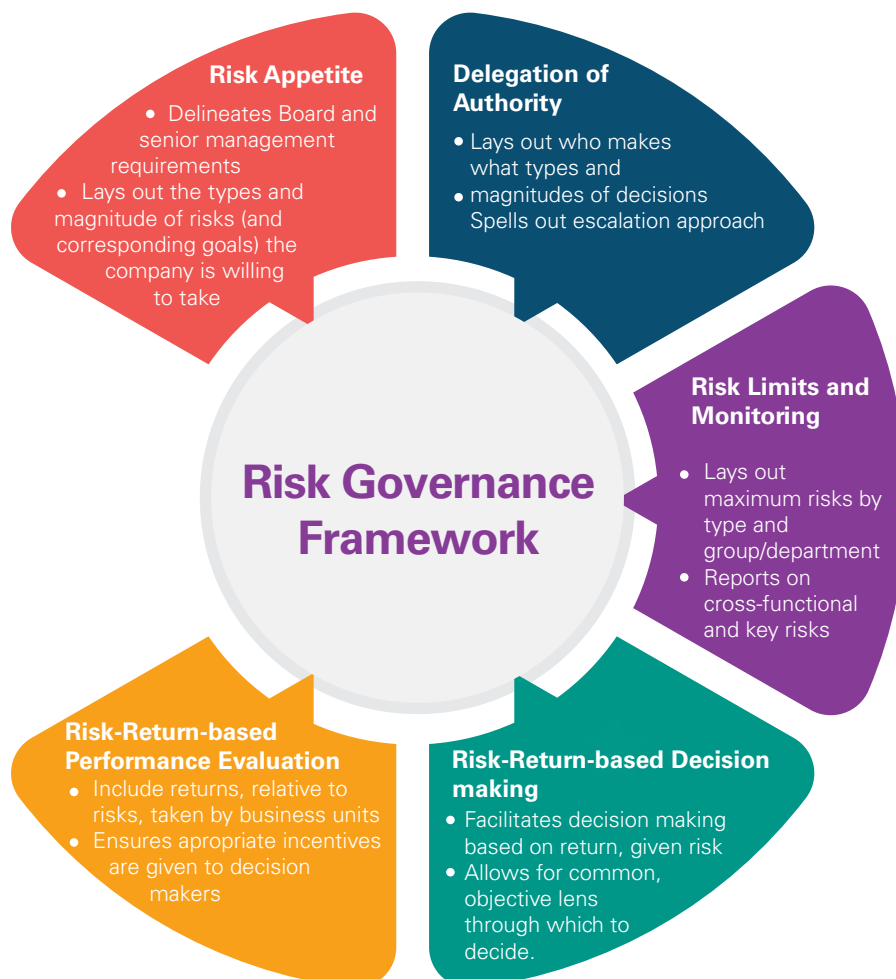 Risk Appetite
• Delineates Board and
senior management
requirements
• Lays out the types and
magnitude of risks (and
corresponding goals) the
company is willing
to take
Delegation of
Authority
• Lays out who makes
what types and
• magnitudes of decisions
Spells out escalation approach
Risk Limits and
Monitoring
• Lays out
maximum risks by
type and
group/department
• Reports on
cross-functional
and key risks
Risk Governance
Framework
Risk-Return-based
Performance Evaluation
• Include returns, relative to
risks, taken by business units
• Ensures apropriate incentives
are given to decision
makers
Risk-Return-based Decision
making
• Facilitates decision making
based on return, given risk
• Allows for common,
objective lens
through which to
decide.